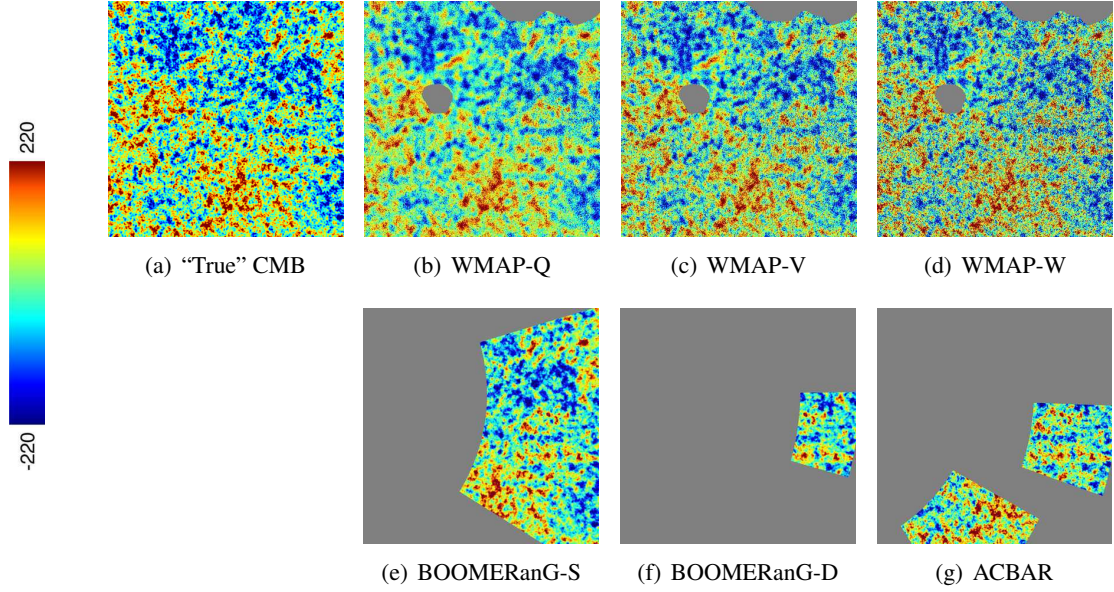 220
-220
(a) “True” CMB
(b) WMAP-Q
(c) WMAP-V
(d) WMAP-W
(e) BOOMERanG-S
(f) BOOMERanG-D
(g) ACBAR